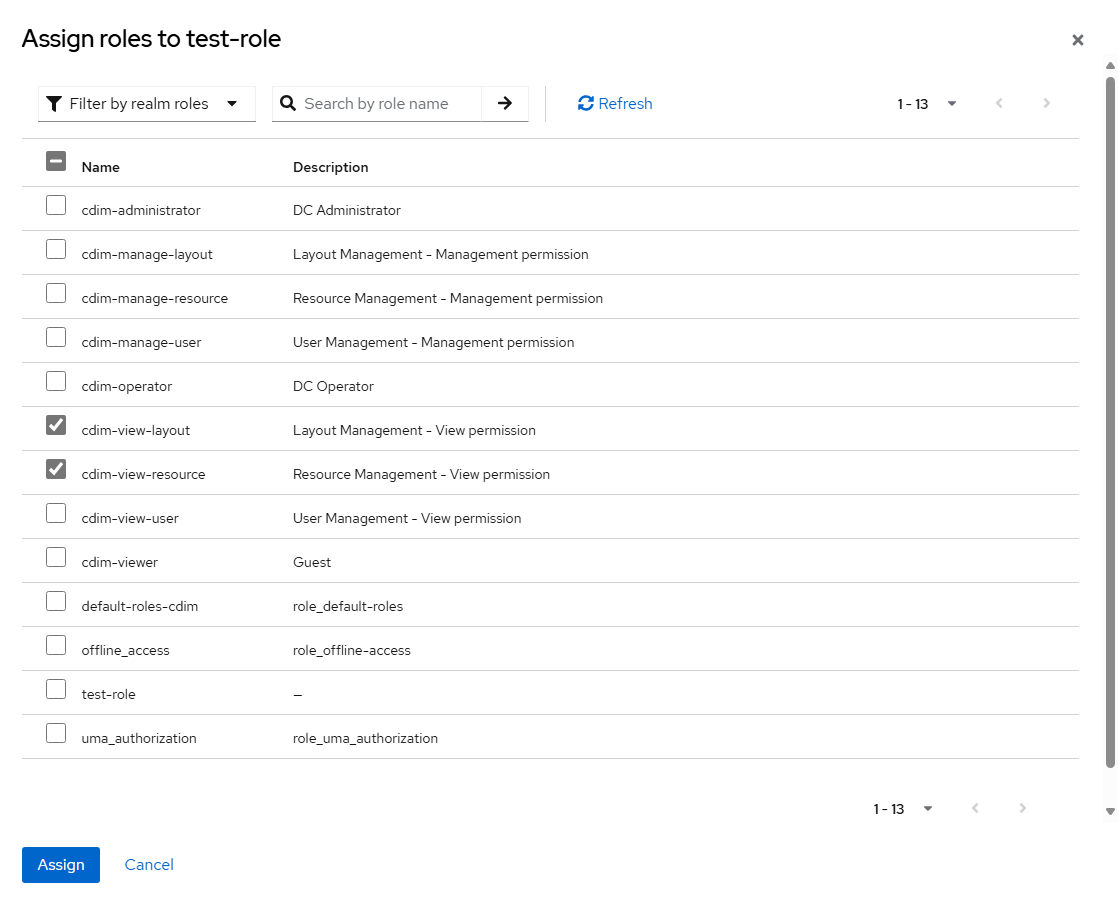 Assign roles to test-role
Filter by realm roles Search by role name Refresh 1 - 13
Name Description
cdim-administrator DC Administrator
cdim-manage-layout Layout Management - Management permission
cdim-manage-resource Resource Management - Management permission
cdim-manage-user User Management - Management permission
cdim-operator DC Operator
cdim-view-layout Layout Management - View permission
cdim-view-resource Resource Management - View permission
cdim-view-user User Management - View permission
cdim-viewer Guest
default-roles-cdim role_default-roles
offline_access role_offline-access
test-role —
uma_authorization role_uma_authorization
1 - 13
Assign Cancel